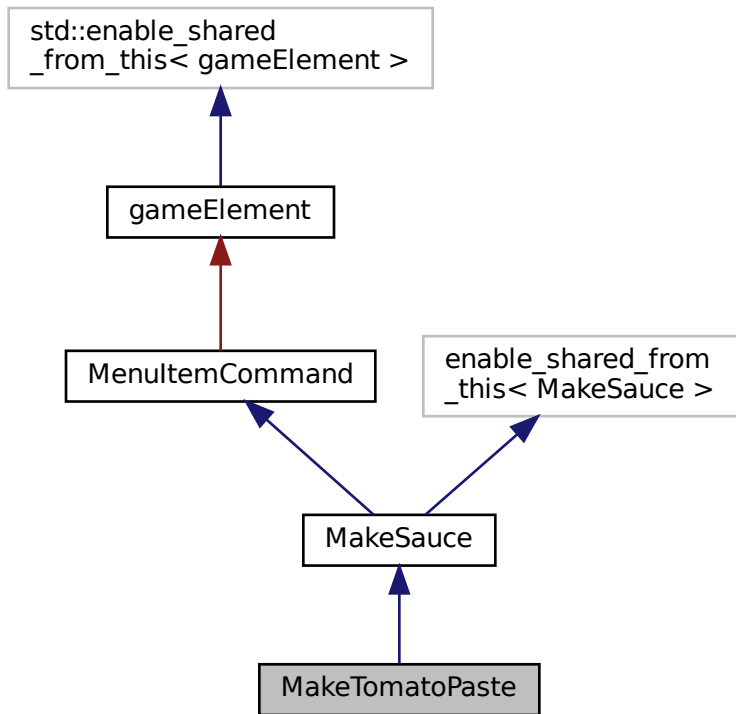 std::enable_shared
_from_this< gameElement >
gameElement
MenuItemCommand
enable_shared_from
_this< MakeSauce >
MakeSauce
MakeTomatoPaste